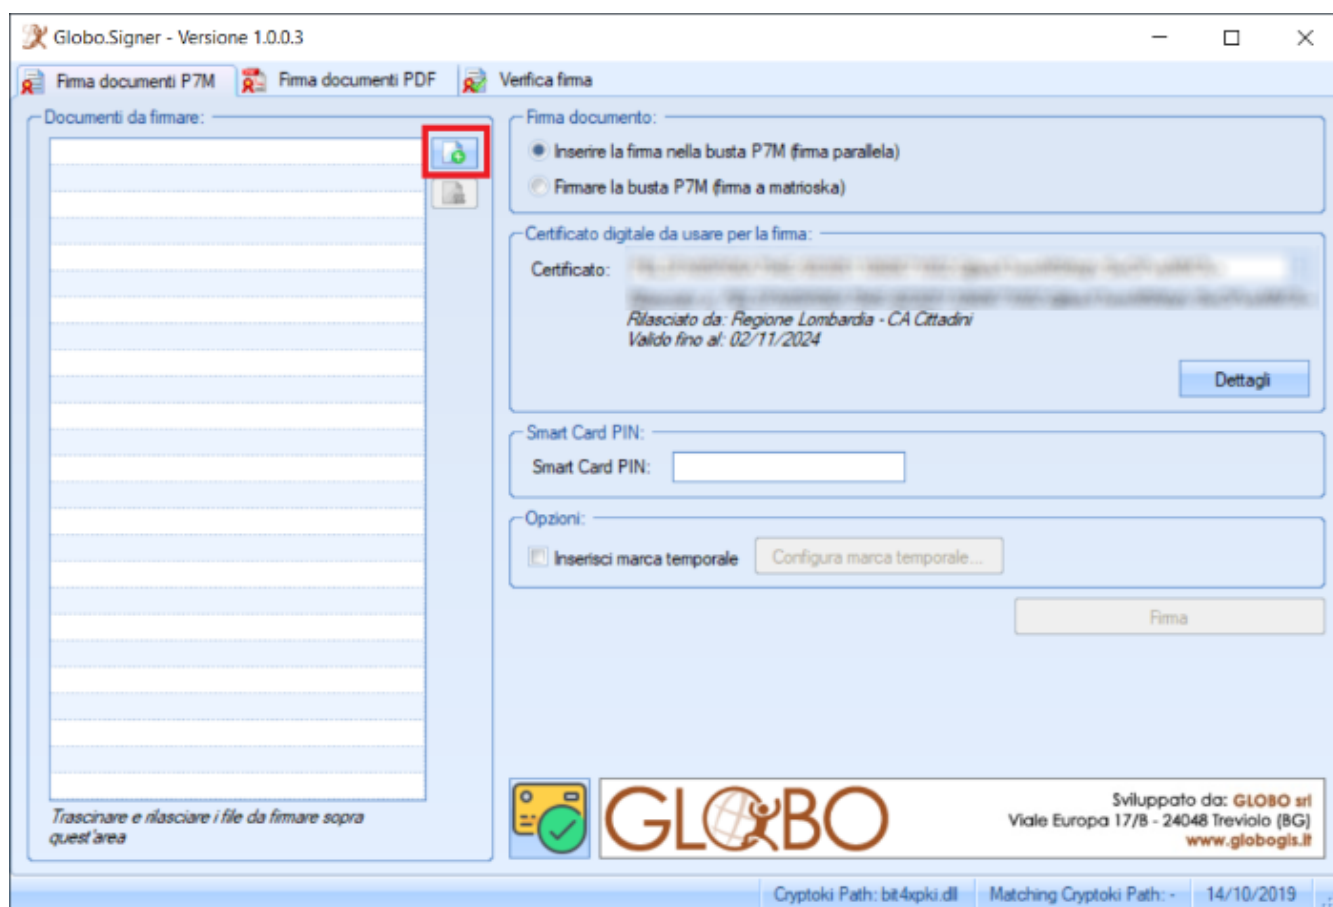 Globo.Signer - Versione 1.0.0.3
Firma documenti P7M
Firma documenti PDF
Verifica firma
Documenti da firmare:
Trascinare e rilasciare i file da firmare sopra
quest'area
Firma documento:
Inserire la firma nella busta P7M (firma parallela)
Firmare la busta P7M (firma a matrioska)
Certificato digitale da usare per la firma:
Certificato:
Rilasciato da: Regione Lombardia - CA Cittadini
Valido fino al: 02/11/2024
Dettagli
Smart Card PIN:
Smart Card PIN:
Opzioni:
Inserisci marca temporale
Configura marca temporale...
Firma
GLOBO
Sviluppato da: GLOBO srl
Viale Europa 17/B - 24048 Treviolo (BG)
www.globogis.it
Cryptoki Path: bit4xpki.dll
Matching Cryptoki Path: -
14/10/2019